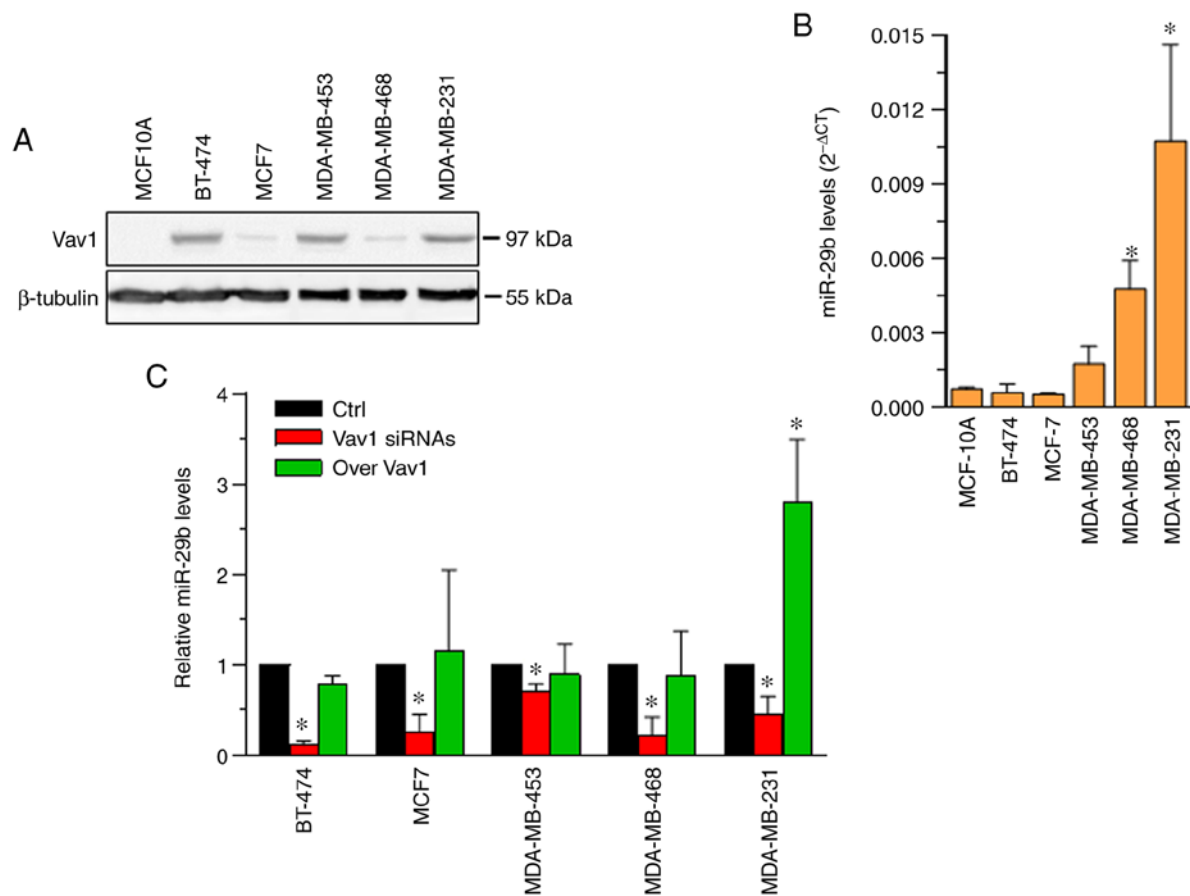 A
MCF10A
BT-474
MCF7
MDA-MB-453
MDA-MB-468
MDA-MB-231
Vav1
97 kDa
β-tubulin
55 kDa
B
miR-29b levels (2⁻ΔCT)
0.015
0.012
0.009
0.006
0.003
0.000
*
*
MCF-10A
BT-474
MCF-7
MDA-MB-453
MDA-MB-468
MDA-MB-231
C
Relative miR-29b levels
4
3
2
1
0
Ctrl
Vav1 siRNAs
Over Vav1
*
*
*
*
*
*
BT-474
MCF7
MDA-MB-453
MDA-MB-468
MDA-MB-231